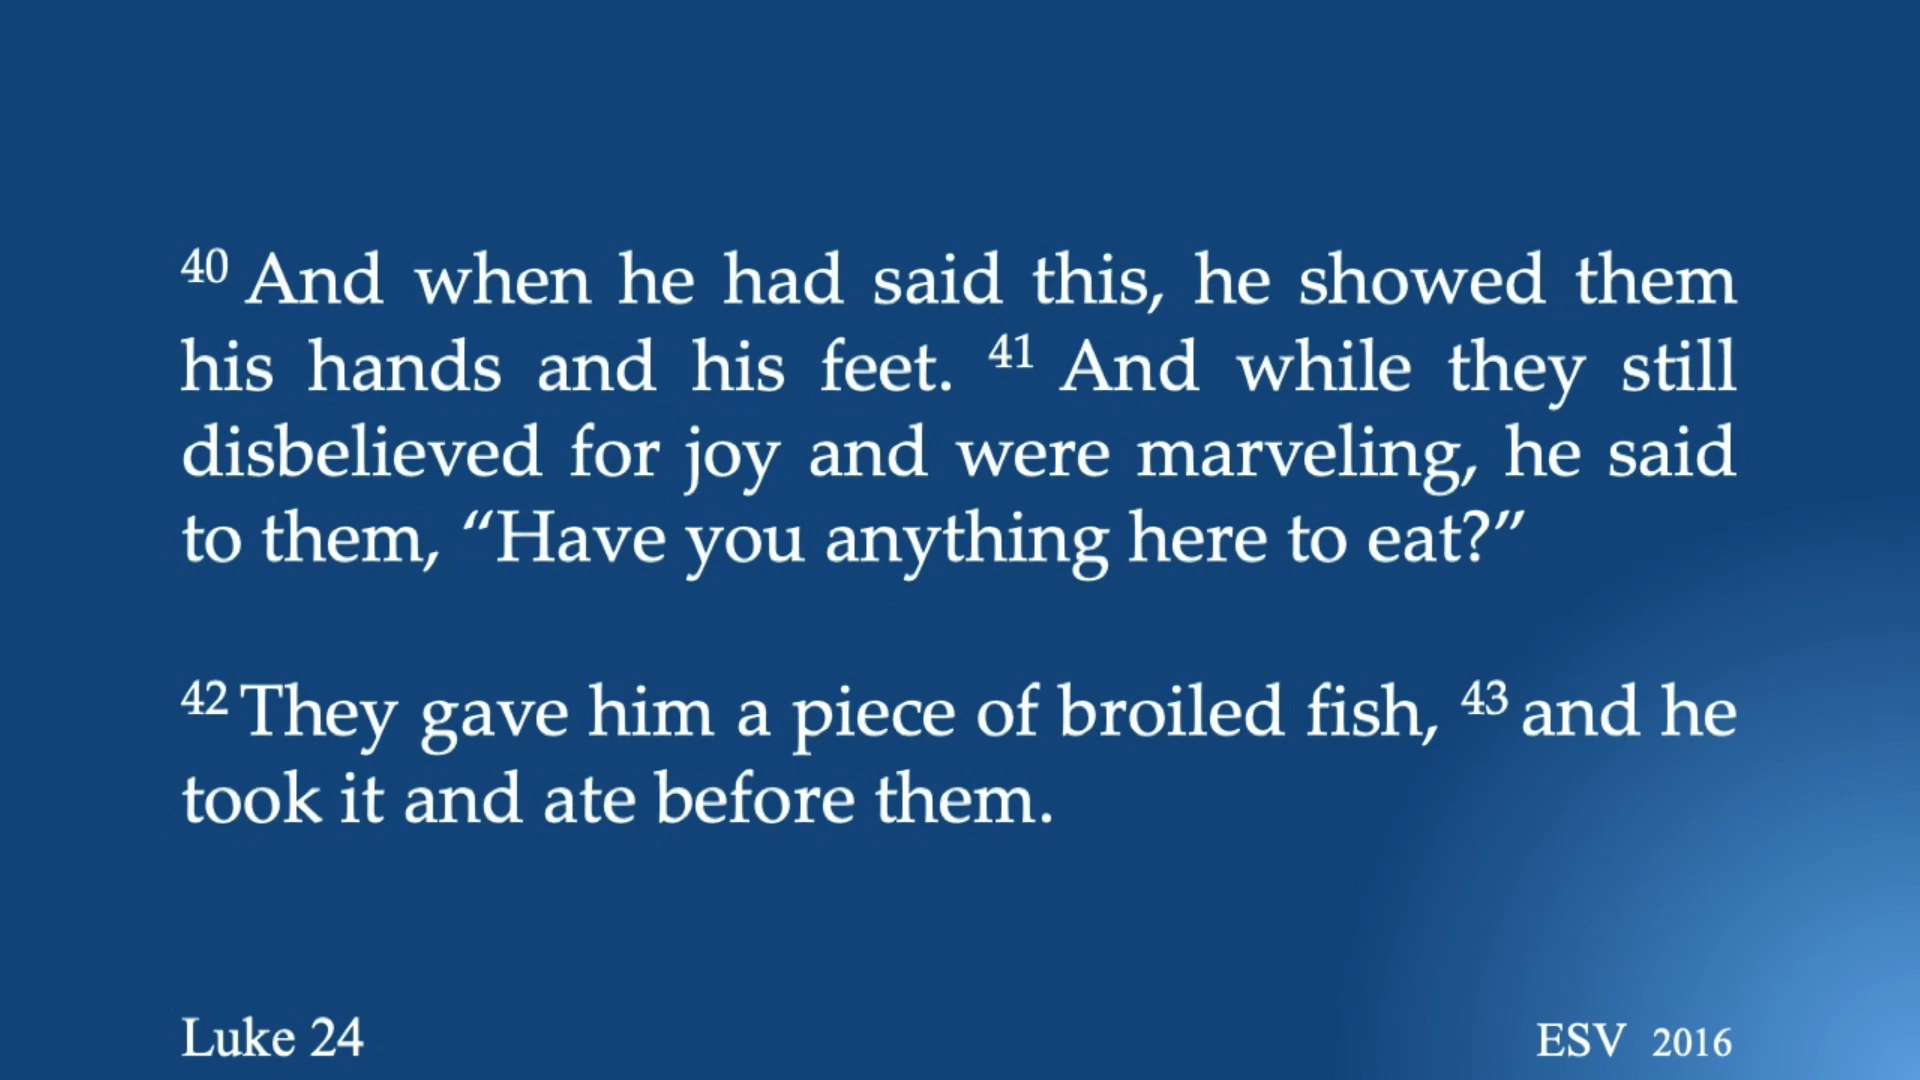 40 And when he had said this, he showed them
his hands and his feet. 41 And while they still
disbelieved for joy and were marveling, he said
to them, “Have you anything here to eat?”
42 They gave him a piece of broiled fish, 43 and he
took it and ate before them.
Luke 24
ESV 2016